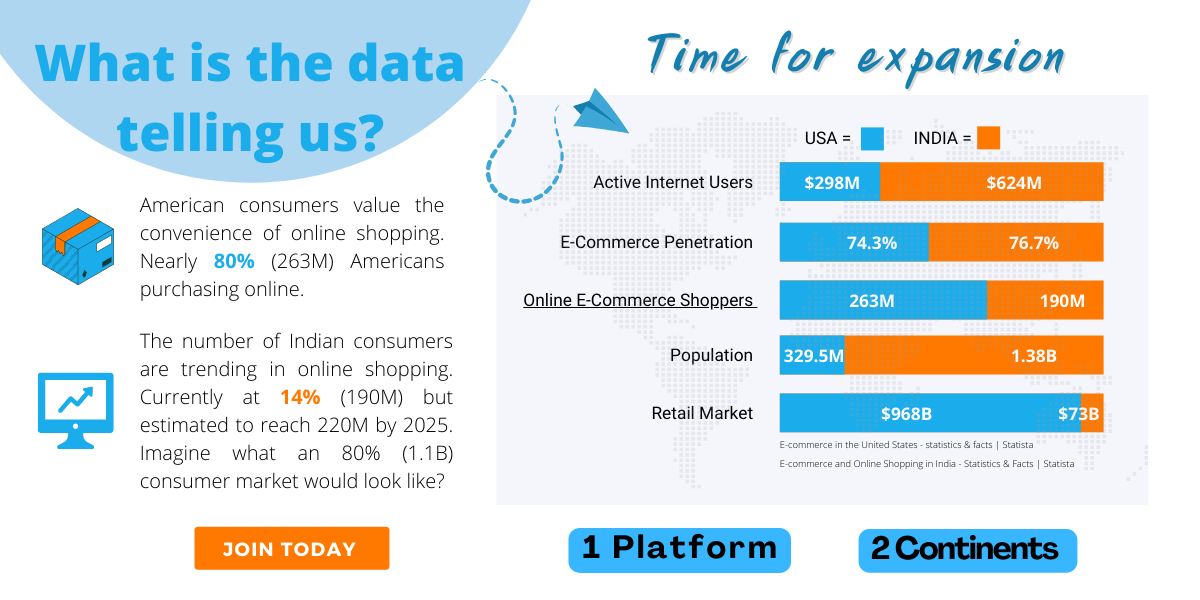 What is the data
telling us?
American consumers value the
convenience of online shopping.
Nearly 80% (263M) Americans
purchasing online.
The number of Indian consumers
are trending in online shopping.
Currently at 14% (190M) but
estimated to reach 220M by 2025.
Imagine what an 80% (1.1B)
consumer market would look like?
JOIN TODAY
Time for expansion
USA = INDIA =
Active Internet Users $298M $624M
E-Commerce Penetration 74.3% 76.7%
Online E-Commerce Shoppers 263M 190M
Population 329.5M 1.38B
Retail Market $968B $73B
E-commerce in the United States - statistics & facts | Statista
E-commerce and Online Shopping in India - Statistics & Facts | Statista
1 Platform 2 Continents